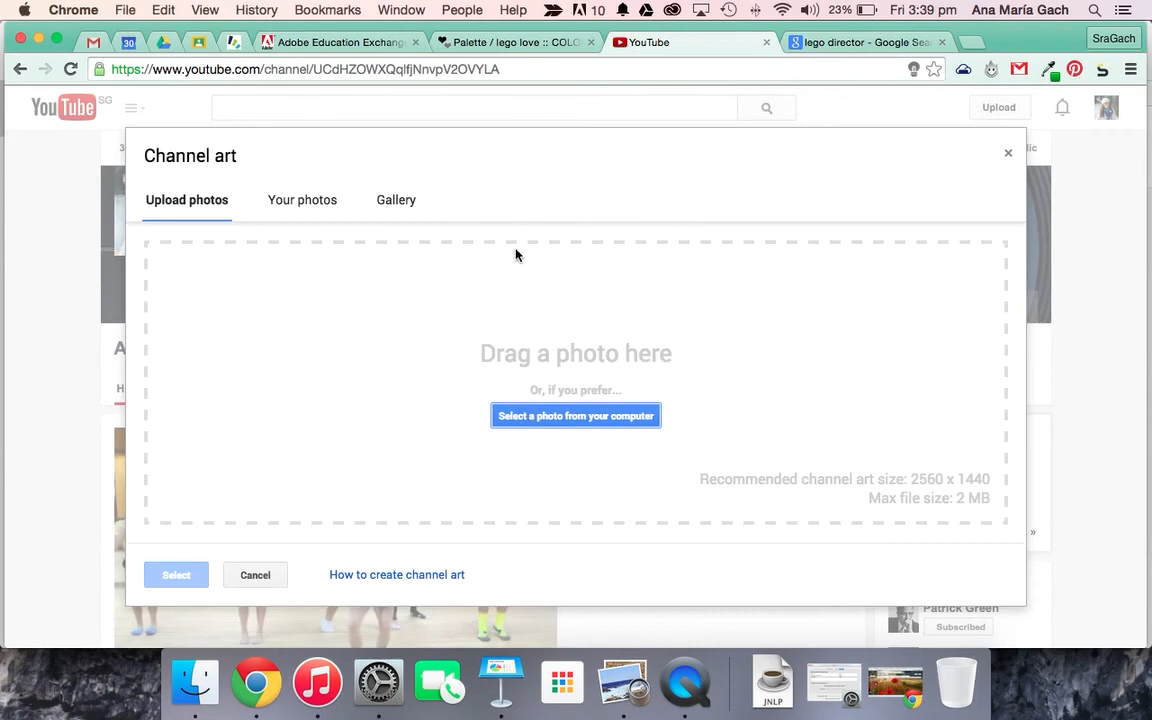 Chrome File Edit View History Bookmarks Window People Help 10 23% Fri 3:39 pm Ana María Gach
30 Adobe Education Exchang × Palette / lego love :: COLO × YouTube × lego director - Google Sea × SraGach
https://www.youtube.com/channel/UCdHZOWXQqlfjNnvpV2OVYLA
YouTube SG Upload
Channel art ×
Upload photos Your photos Gallery
Drag a photo here
Or, if you prefer...
Select a photo from your computer
Recommended channel art size: 2560 x 1440
Max file size: 2 MB
»
Select Cancel How to create channel art
Patrick Green
Subscribed
JNLP